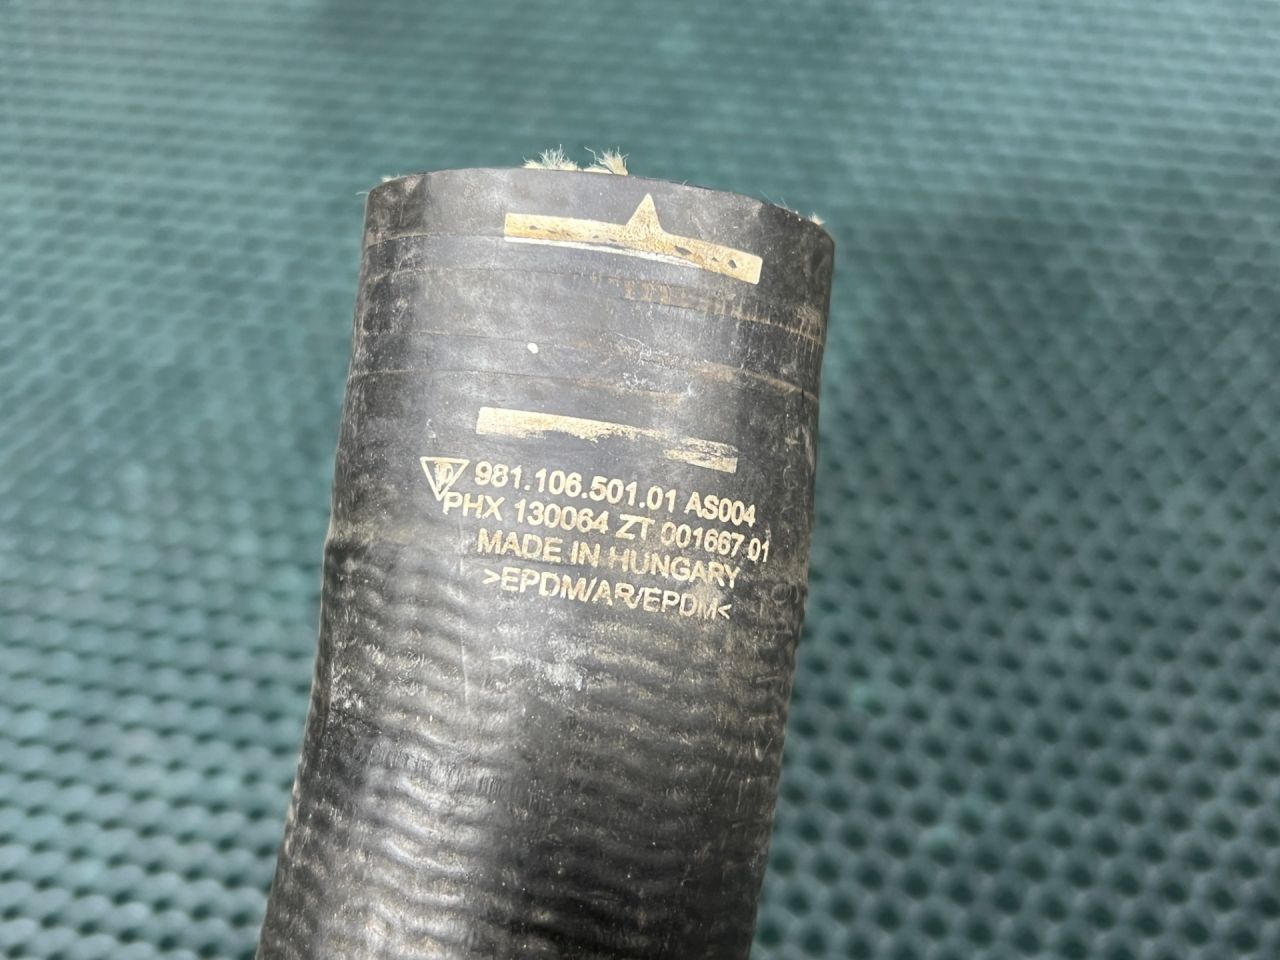 981.106.501.01 AS004
PHX 130064 ZT 001667 01
MADE IN HUNGARY
>EPDM/AR/EPDM<